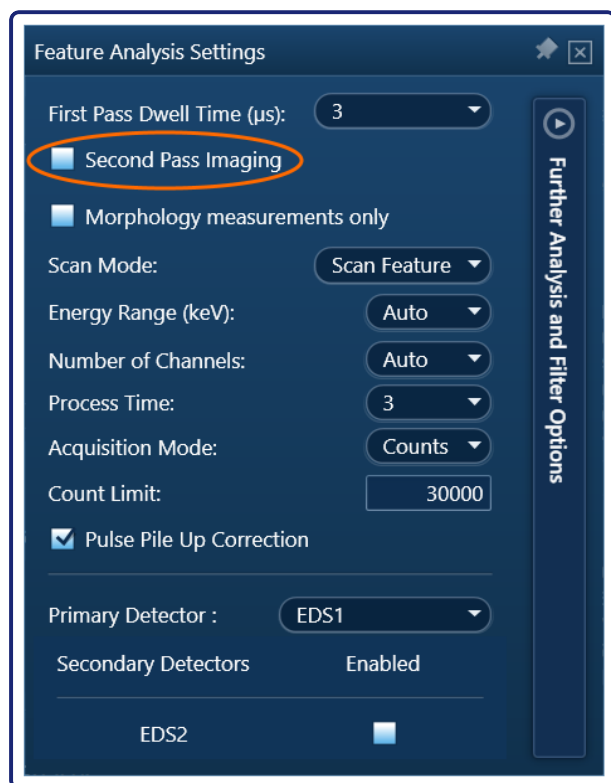 Feature Analysis Settings
First Pass Dwell Time (µs): 3
Second Pass Imaging
Morphology measurements only
Scan Mode: Scan Feature
Energy Range (keV): Auto
Number of Channels: Auto
Process Time: 3
Acquisition Mode: Counts
Count Limit: 30000
Pulse Pile Up Correction
Primary Detector : EDS1
Secondary Detectors Enabled
EDS2
Further Analysis and Filter Options